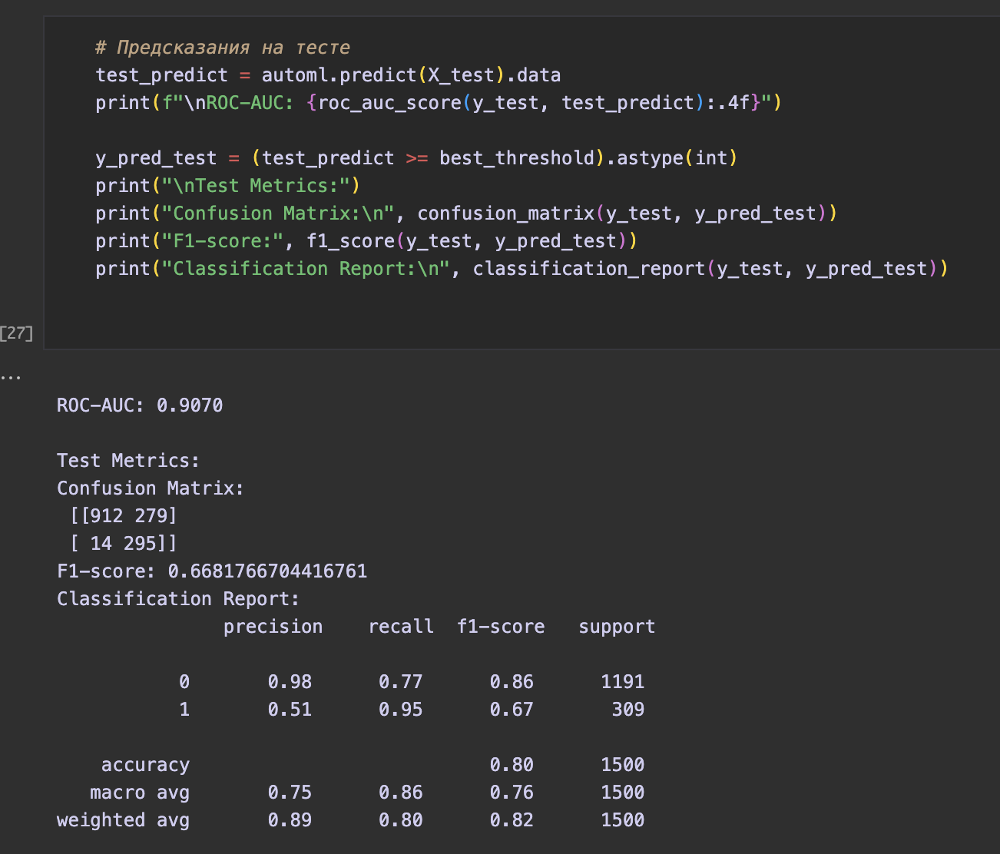 # Предсказания на тесте
test_predict = automl.predict(X_test).data
print(f"\nROC-AUC: {roc_auc_score(y_test, test_predict):.4f}")
y_pred_test = (test_predict >= best_threshold).astype(int)
print("\nTest Metrics:")
print("Confusion Matrix:\n", confusion_matrix(y_test, y_pred_test))
print("F1-score:", f1_score(y_test, y_pred_test))
print("Classification Report:\n", classification_report(y_test, y_pred_test))
[27]
...
ROC-AUC: 0.9070
Test Metrics:
Confusion Matrix:
[[912 279]
[ 14 295]]
F1-score: 0.6681766704416761
Classification Report:
precision recall f1-score support
0 0.98 0.77 0.86 1191
1 0.51 0.95 0.67 309
accuracy 0.80 1500
macro avg 0.75 0.86 0.76 1500
weighted avg 0.89 0.80 0.82 1500